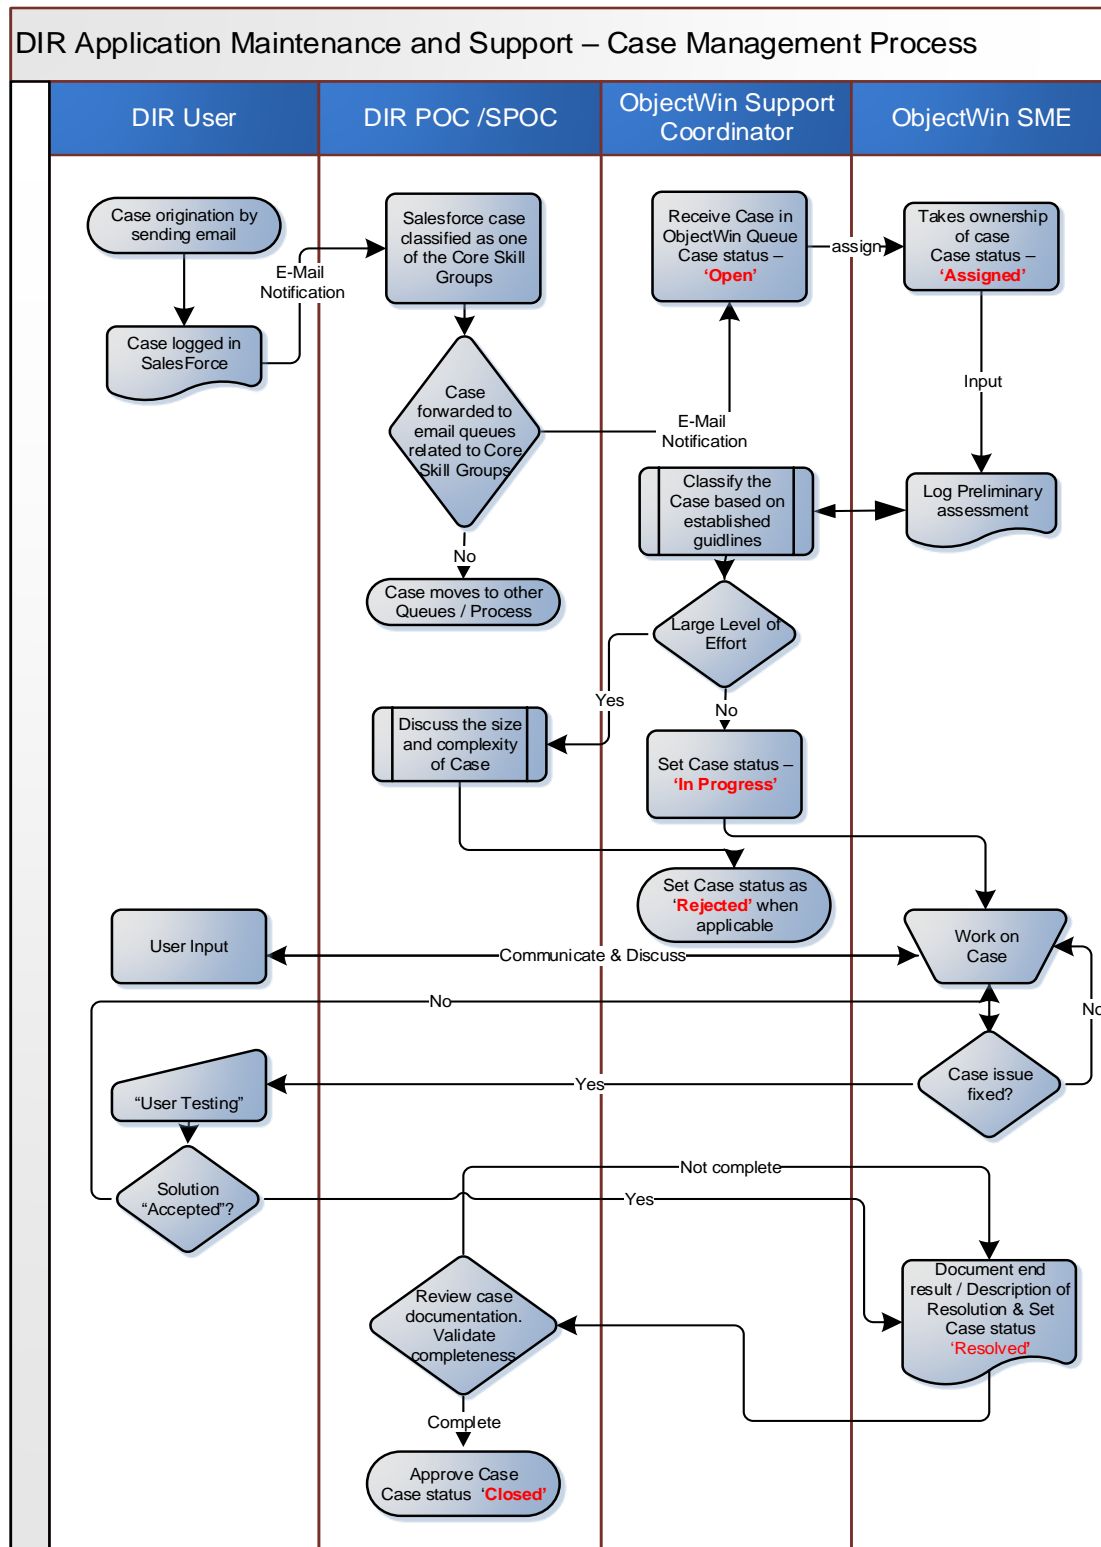 DIR Application Maintenance and Support – Case Management Process
DIR User
DIR POC /SPOC
ObjectWin Support
Coordinator
ObjectWin SME
Case origination by
sending email
Salesforce case
classified as one
of the Core Skill
Groups
Receive Case in
ObjectWin Queue
Case status –
‘Open’
assign
Takes ownership
of case
Case status –
‘Assigned’
E-Mail
Notification
Case logged in
SalesForce
Case
forwarded to
email queues
related to Core
Skill Groups
E-Mail
Notification
Input
Classify the
Case based on
established
guidlines
Log Preliminary
assessment
No
Case moves to other
Queues / Process
Large Level of
Effort
Yes
No
Discuss the size
and complexity
of Case
Set Case status –
‘In Progress’
Set Case status as
‘Rejected’ when
applicable
User Input
Communicate & Discuss
Work on
Case
No
No
Case issue
fixed?
Yes
“User Testing”
Solution
“Accepted”?
Not complete
Yes
Review case
documentation.
Validate
completeness
Document end
result / Description of
Resolution & Set
Case status
‘Resolved’
Complete
Approve Case
Case status  ‘Closed’